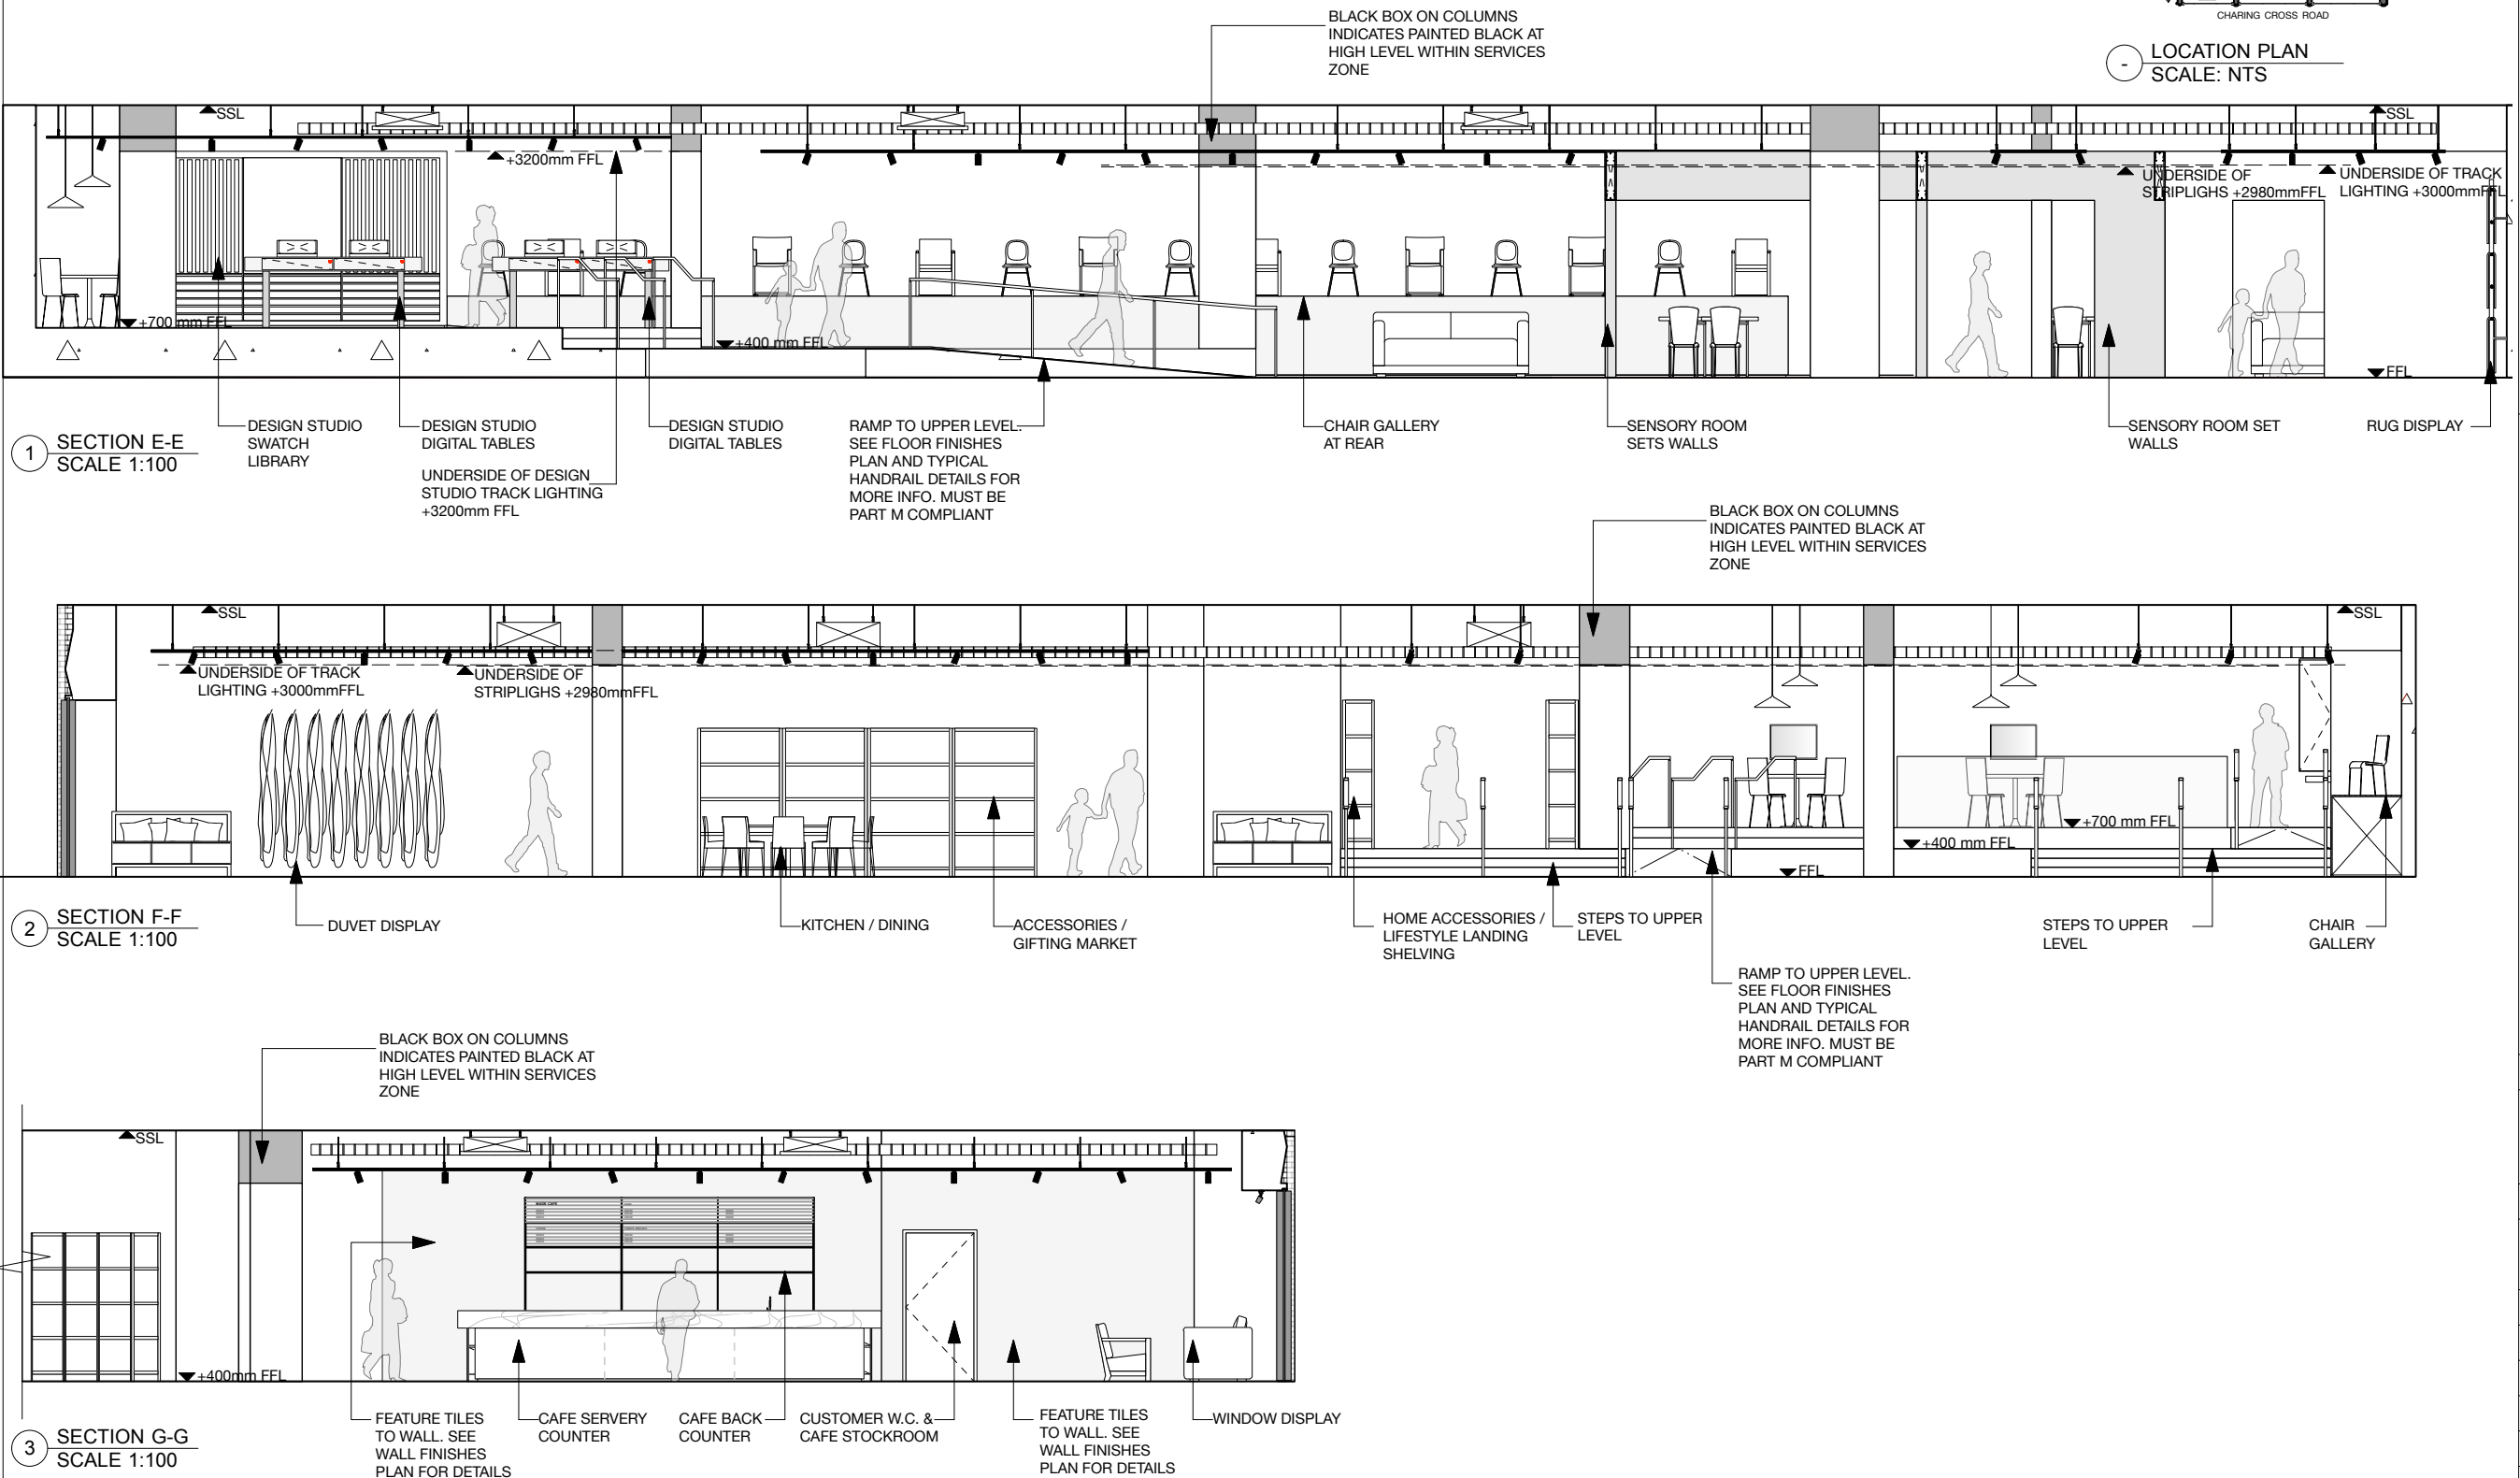 CHARING CROSS ROAD
-
LOCATION PLAN
SCALE: NTS
BLACK BOX ON COLUMNS
INDICATES PAINTED BLACK AT
HIGH LEVEL WITHIN SERVICES
ZONE
SSL
+3200mm FFL
SSL
UNDERSIDE OF
STRIPLIGHS +2980mmFFL
UNDERSIDE OF TRACK
LIGHTING +3000mmFFL
+700 mm FFL
+400 mm FFL
FFL
1
SECTION E-E
SCALE 1:100
DESIGN STUDIO
SWATCH
LIBRARY
DESIGN STUDIO
DIGITAL TABLES
UNDERSIDE OF DESIGN
STUDIO TRACK LIGHTING
+3200mm FFL
DESIGN STUDIO
DIGITAL TABLES
RAMP TO UPPER LEVEL.
SEE FLOOR FINISHES
PLAN AND TYPICAL
HANDRAIL DETAILS FOR
MORE INFO. MUST BE
PART M COMPLIANT
CHAIR GALLERY
AT REAR
SENSORY ROOM
SETS WALLS
SENSORY ROOM SET
WALLS
RUG DISPLAY
BLACK BOX ON COLUMNS
INDICATES PAINTED BLACK AT
HIGH LEVEL WITHIN SERVICES
ZONE
SSL
SSL
UNDERSIDE OF TRACK
LIGHTING +3000mmFFL
UNDERSIDE OF
STRIPLIGHS +2980mmFFL
+700 mm FFL
+400 mm FFL
FFL
2
SECTION F-F
SCALE 1:100
DUVET DISPLAY
KITCHEN / DINING
ACCESSORIES /
GIFTING MARKET
HOME ACCESSORIES /
LIFESTYLE LANDING
SHELVING
STEPS TO UPPER
LEVEL
RAMP TO UPPER LEVEL.
SEE FLOOR FINISHES
PLAN AND TYPICAL
HANDRAIL DETAILS FOR
MORE INFO. MUST BE
PART M COMPLIANT
STEPS TO UPPER
LEVEL
CHAIR
GALLERY
BLACK BOX ON COLUMNS
INDICATES PAINTED BLACK AT
HIGH LEVEL WITHIN SERVICES
ZONE
SSL
+400mm FFL
3
SECTION G-G
SCALE 1:100
FEATURE TILES
TO WALL. SEE
WALL FINISHES
PLAN FOR DETAILS
CAFE SERVERY
COUNTER
CAFE BACK
COUNTER
CUSTOMER W.C. &
CAFE STOCKROOM
FEATURE TILES
TO WALL. SEE
WALL FINISHES
PLAN FOR DETAILS
WINDOW DISPLAY